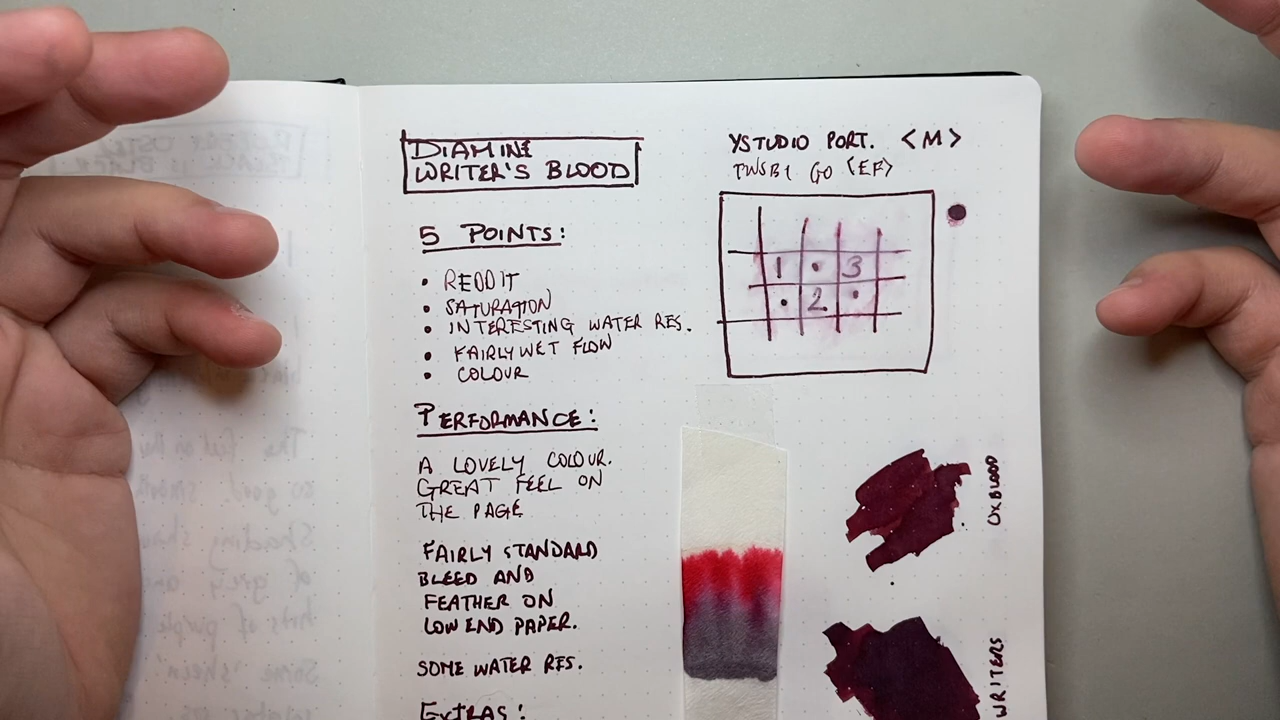 DIAMINE
WRITER'S BLOOD
5 POINTS:
• REDDIT
• SATURATION
• INTERESTING WATER RES.
• FAIRLY WET FLOW
• COLOUR
PERFORMANCE:
A LOVELY COLOUR.
GREAT FEEL ON
THE PAGE
FAIRLY STANDARD
BLEED AND
FEATHER ON
LOW END PAPER.
SOME WATER RES.
EXTRAS:
YSTUDIO PORT. <M>
TWSBI GO <EF>
1 • 3
• 2 •
OXBLOOD
WRITERS